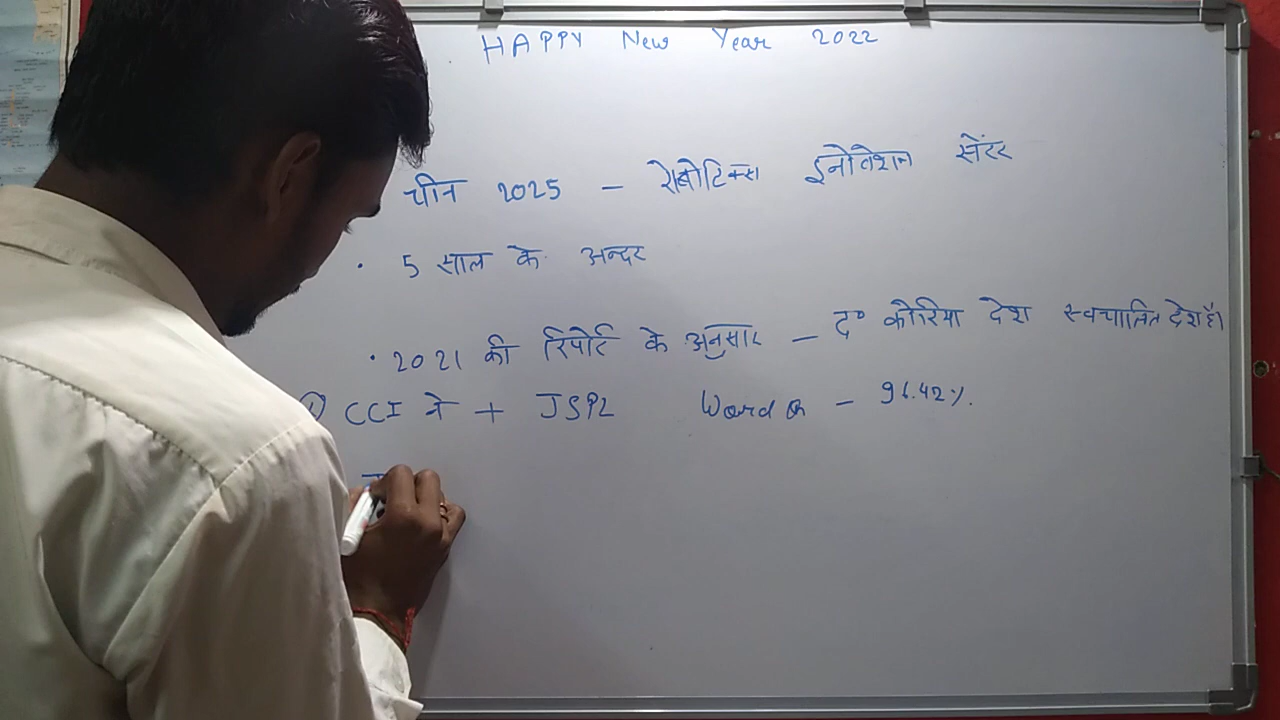 HAPPY New Year 2022
चीन 2025 - रोबोटिक्स इनोवेशन सेंटर
· 5 साल के अन्दर
· 2021 की रिपोर्ट के अनुसार - द० कोरिया देश स्वचालित देश है।
① CCI ने + JSPL - 96.42%.